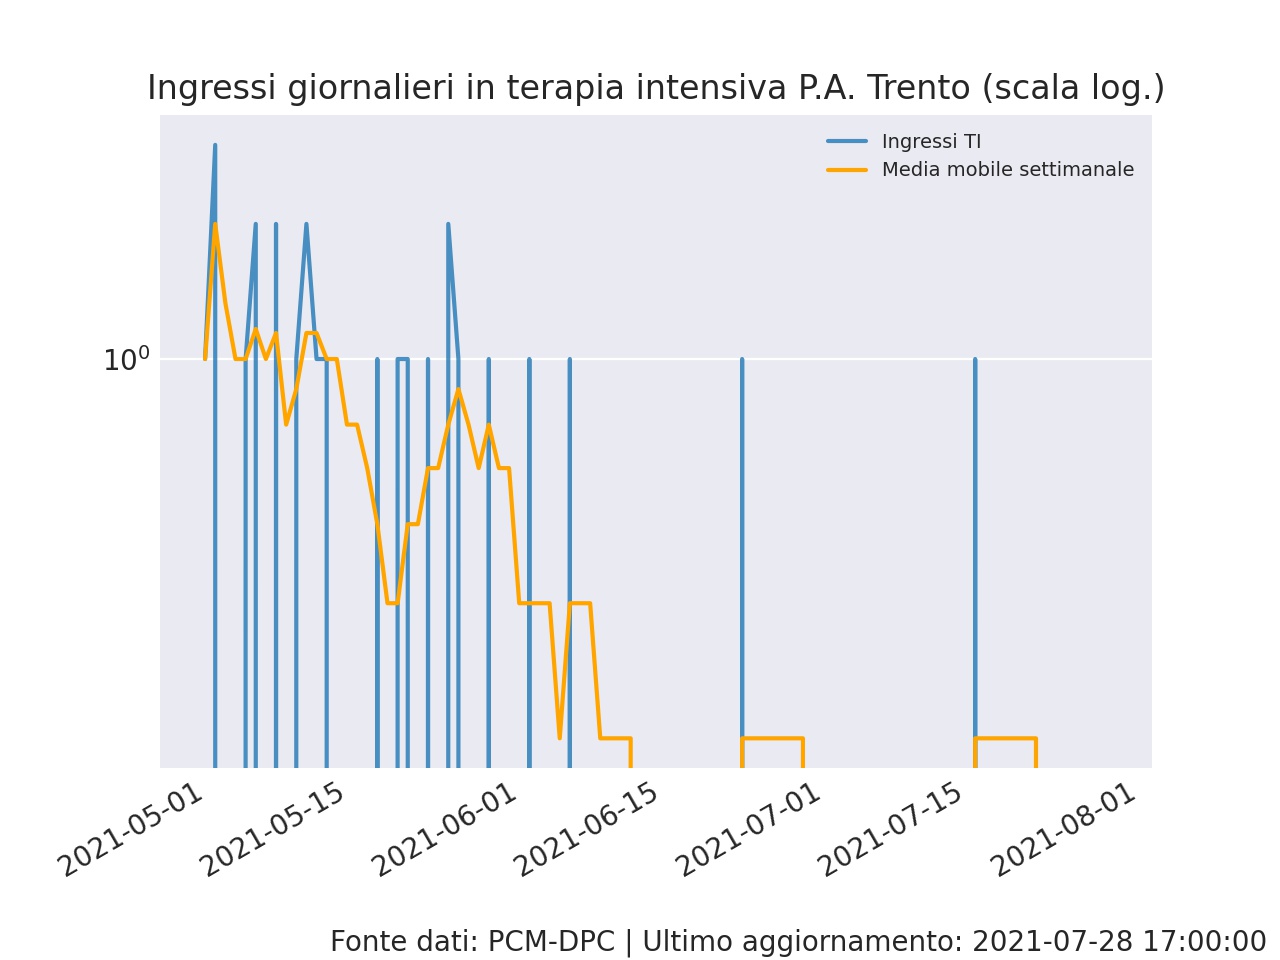 Ingressi giornalieri in terapia intensiva P.A. Trento (scala log.)
Ingressi TI
Media mobile settimanale
10⁰
2021-05-01
2021-05-15
2021-06-01
2021-06-15
2021-07-01
2021-07-15
2021-08-01
Fonte dati: PCM-DPC | Ultimo aggiornamento: 2021-07-28 17:00:00